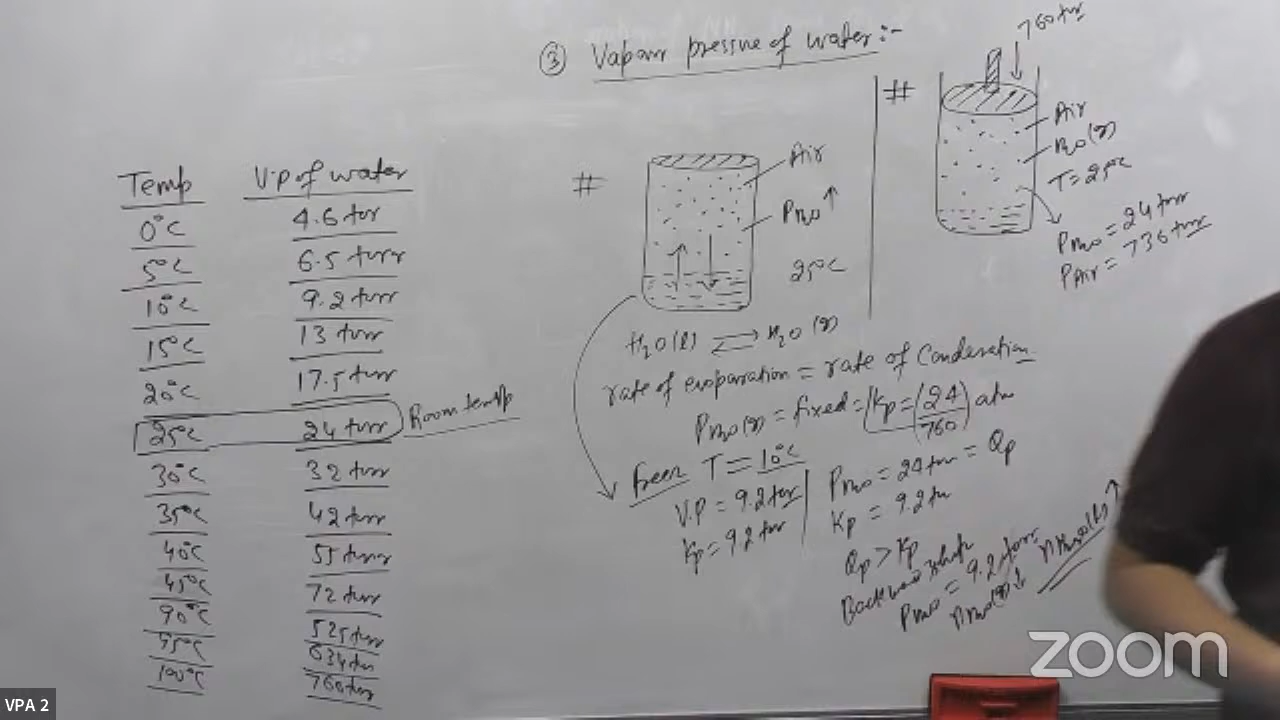 ③ Vapour pressure of water:-
Temp V.P of water
0°C 4.6 torr
5°C 6.5 torr
10°C 9.2 torr
15°C 13 torr
20°C 17.5 torr
25°C 24 torr Room temp
30°C 32 torr
35°C 42 torr
40°C 55 torr
45°C 72 torr
90°C 525 torr
95°C 634 torr
100°C 760 torr
#
Air
PH₂O ↑
25°C
H₂O(l) ⇌ H₂O(g)
rate of evaporation = rate of Condensation
PH₂O(g) = fixed = Kp = (24/760) atm
T = 10°C
V.P = 9.2 torr
Kp = 9.2 torr
PH₂O = 24 torr = Qp
Kp = 9.2 torr
Qp > Kp
Backward shift
PH₂O = 9.2 torr
nH₂O(g) ↓ nH₂O(l) ↑
#
760 torr
Air
H₂O(g)
T = 25°C
PH₂O = 24 torr
PAir = 736 torr
zoom
VPA 2